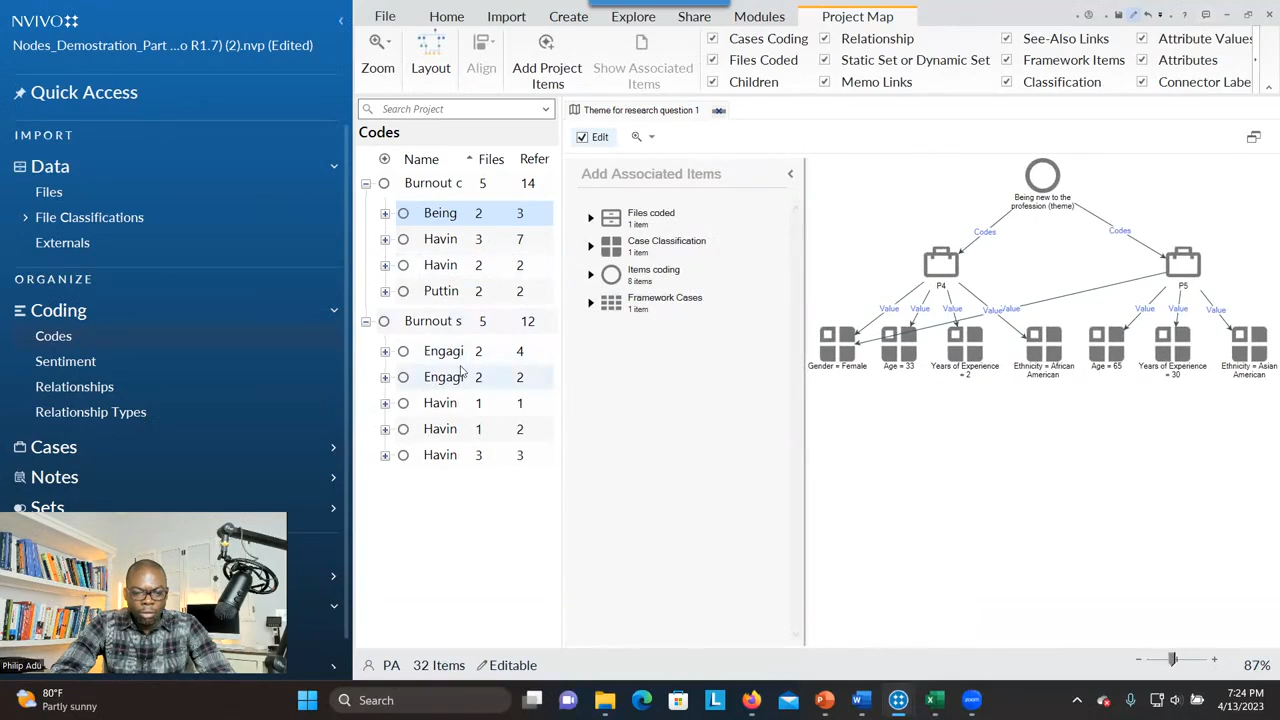 NVIVO
Nodes_Demostration_Part ...o R1.7) (2).nvp (Edited)
Quick Access
IMPORT
Data
Files
File Classifications
Externals
ORGANIZE
Coding
Codes
Sentiment
Relationships
Relationship Types
Cases
Notes
Sets
Philip Adu
File Home Import Create Explore Share Modules Project Map
Zoom
Layout
Align
Add Project Items
Show Associated Items
Cases Coding
Files Coded
Children
Relationship
Static Set or Dynamic Set
Memo Links
See-Also Links
Framework Items
Classification
Attribute Values
Attributes
Connector Labe
Search Project
Codes
Name Files Refer
Burnout c 5 14
Being 2 3
Havin 3 7
Havin 2 2
Puttin 2 2
Burnout s 5 12
Engagi 2 4
Engagi 2 2
Havin 1 1
Havin 1 2
Havin 3 3
Theme for research question 1
Edit
Add Associated Items
Files coded
1 item
Case Classification
1 item
Items coding
8 items
Framework Cases
1 item
Being new to the
profession (theme)
Codes Codes
P4 P5
Value Value Value Value Value Value Value Value
Gender = Female
Age = 33
Years of Experience
= 2
Ethnicity = African
American
Age = 65
Years of Experience
= 30
Ethnicity = Asian
American
PA 32 Items Editable
87%
80°F
Partly sunny
Search
7:24 PM
4/13/2023